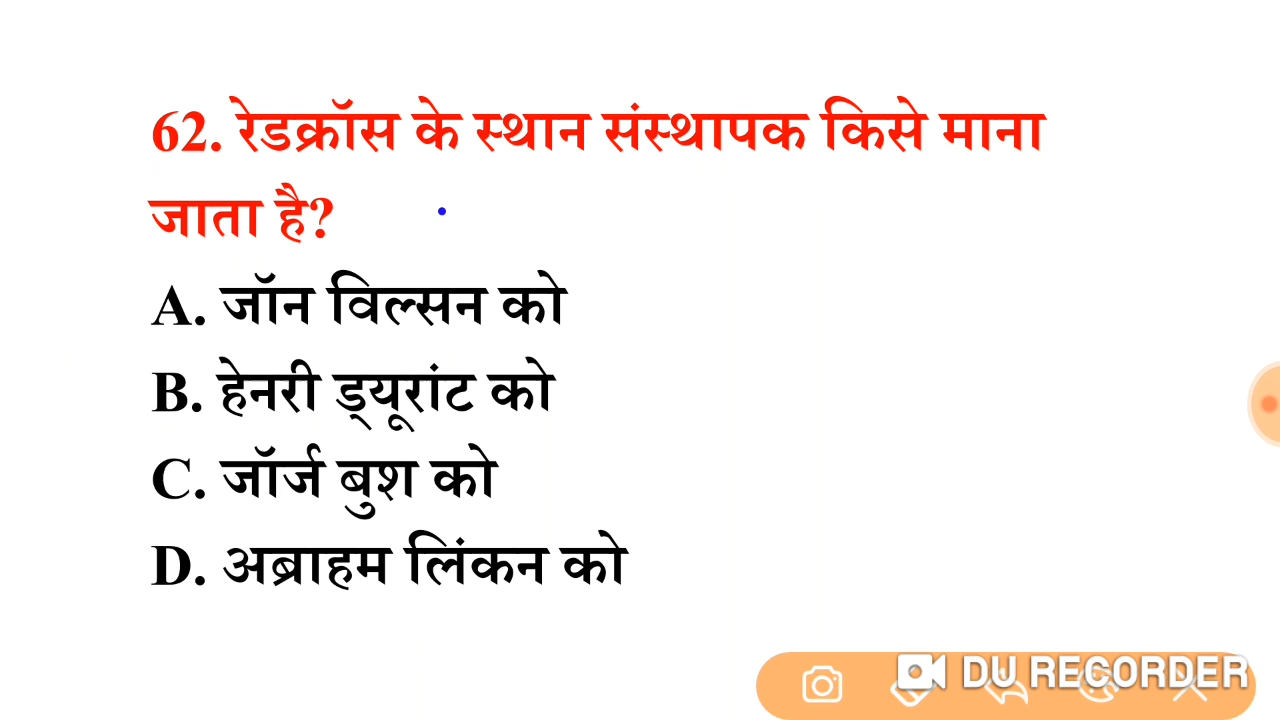 62. रेडक्रॉस के स्थान संस्थापक किसे माना
जाता है?
A. जॉन विल्सन को
B. हेनरी ड्यूरांट को
C. जॉर्ज बुश को
D. अब्राहम लिंकन को
DU RECORDER